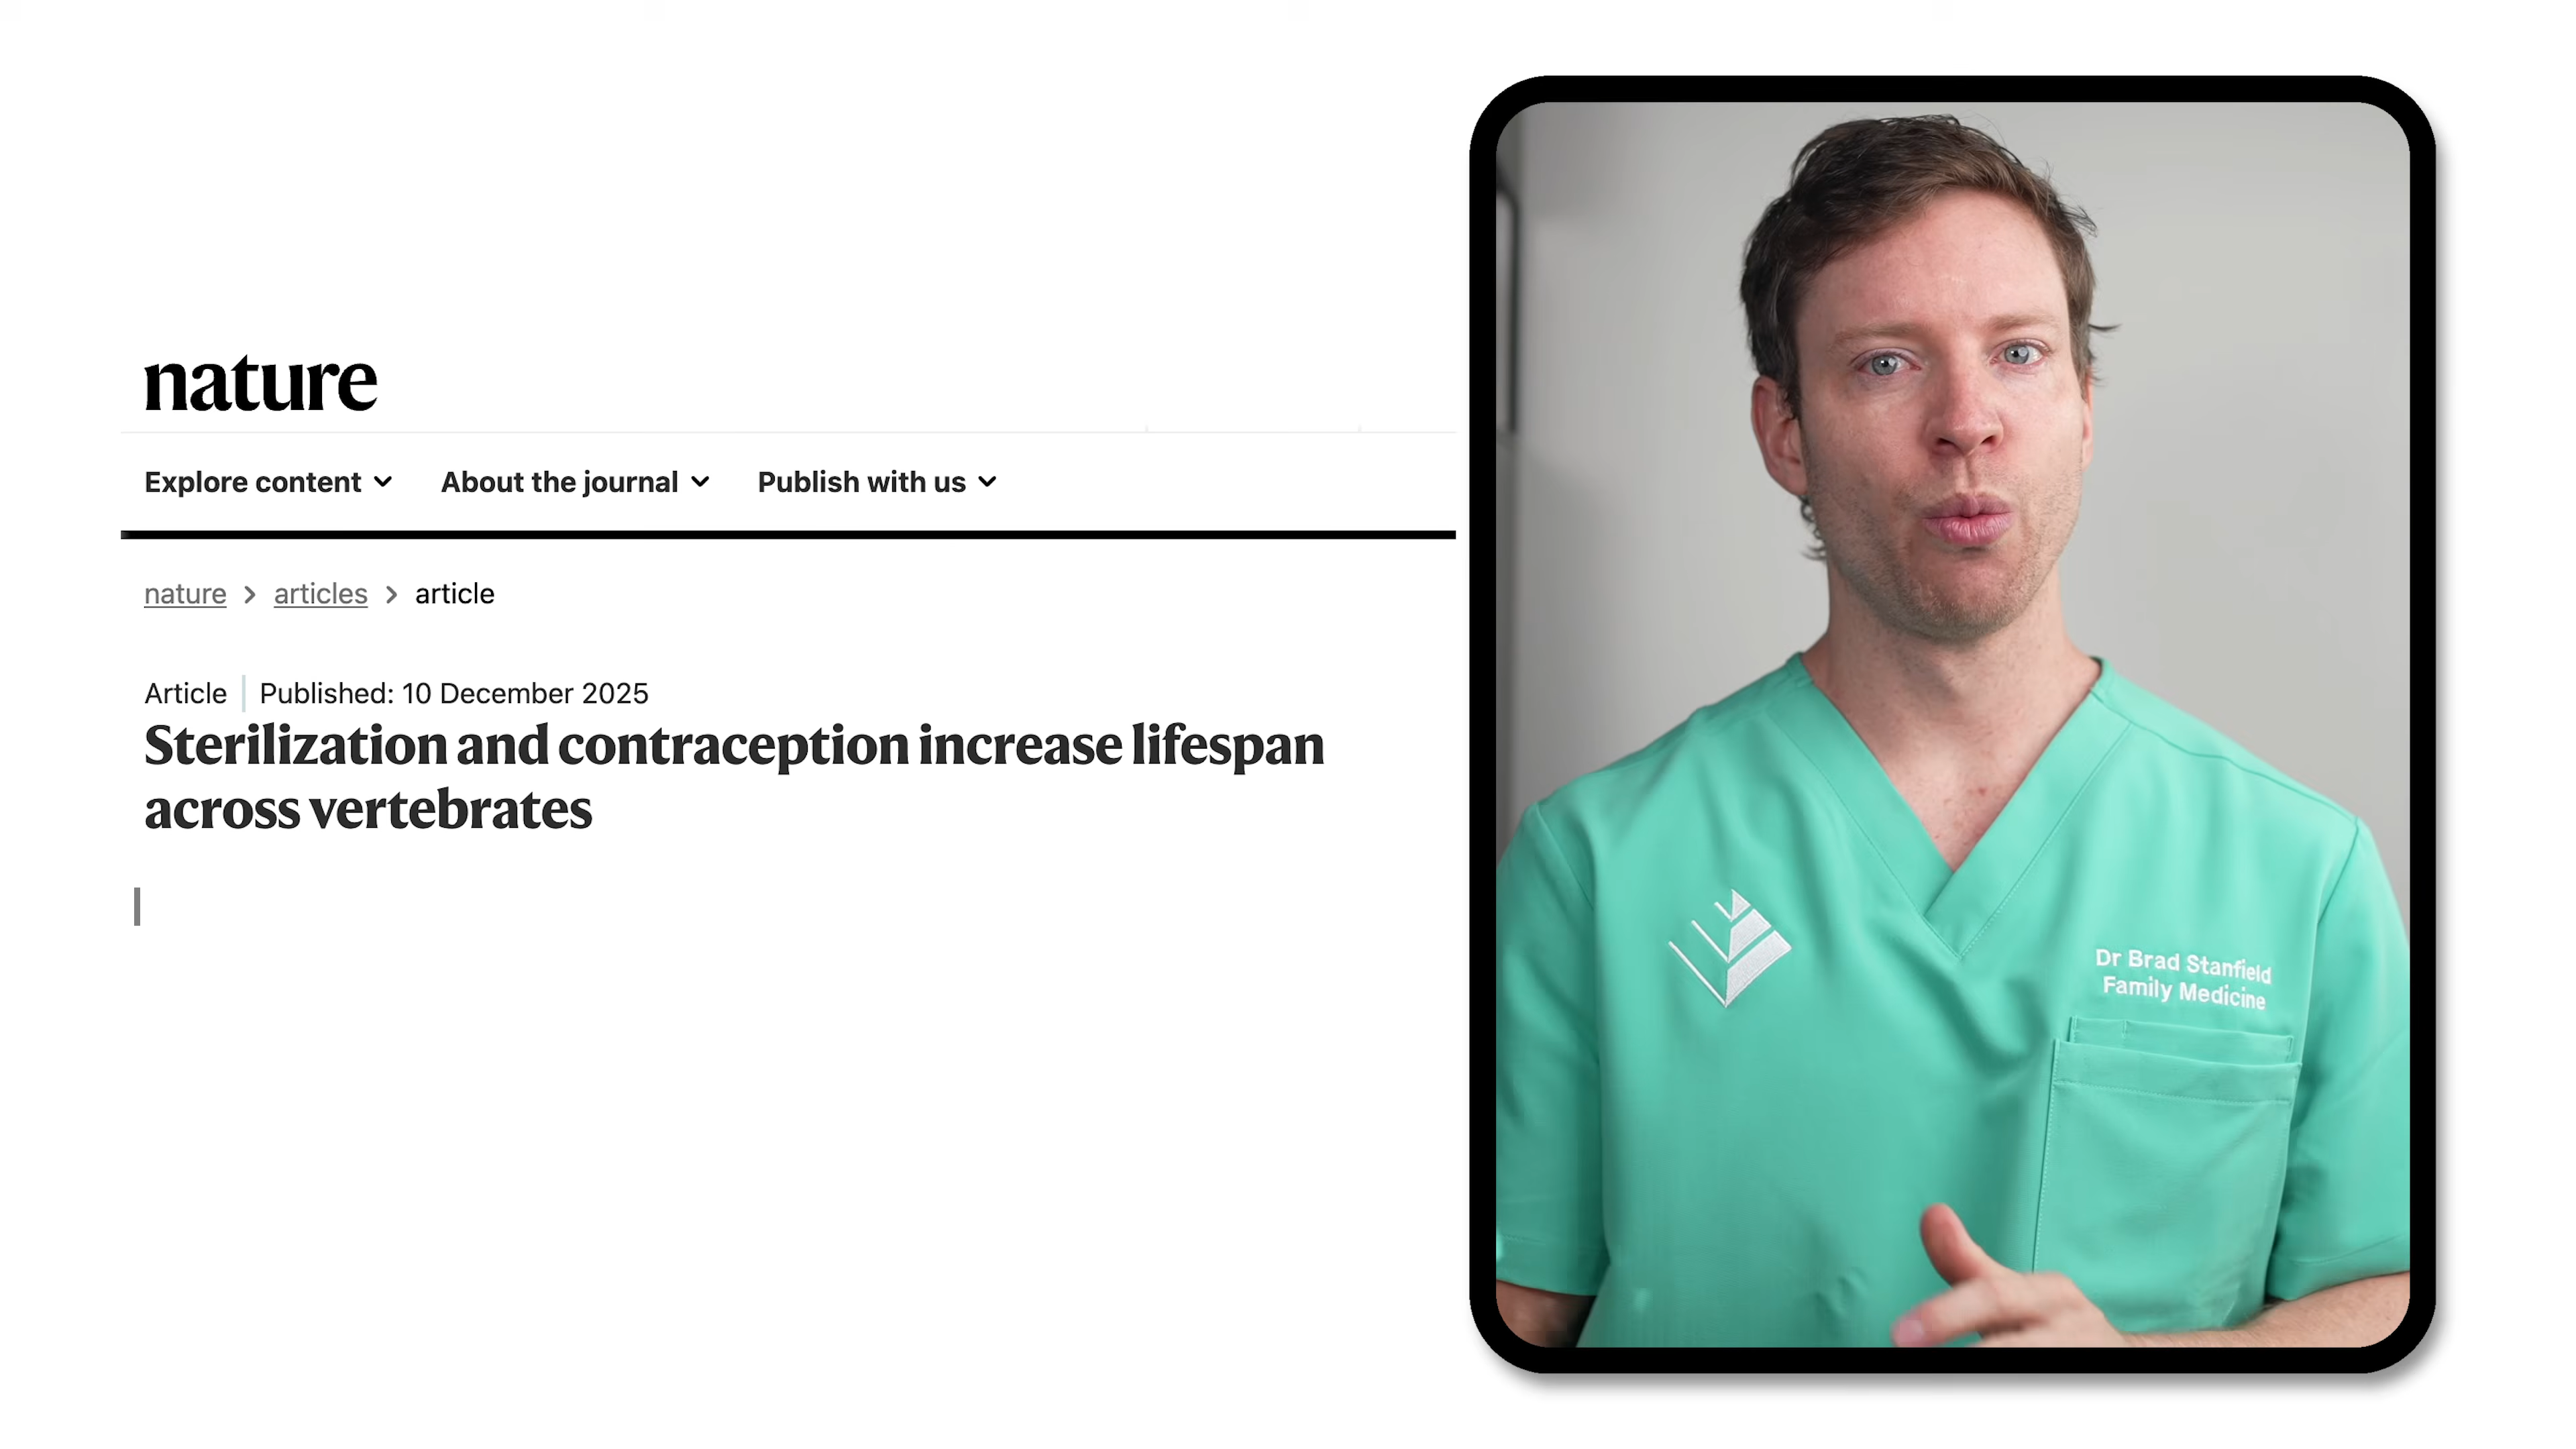 nature
Explore content About the journal Publish with us
nature > articles > article
Article | Published: 10 December 2025
Sterilization and contraception increase lifespan
across vertebrates
Dr Brad Stanfield
Family Medicine